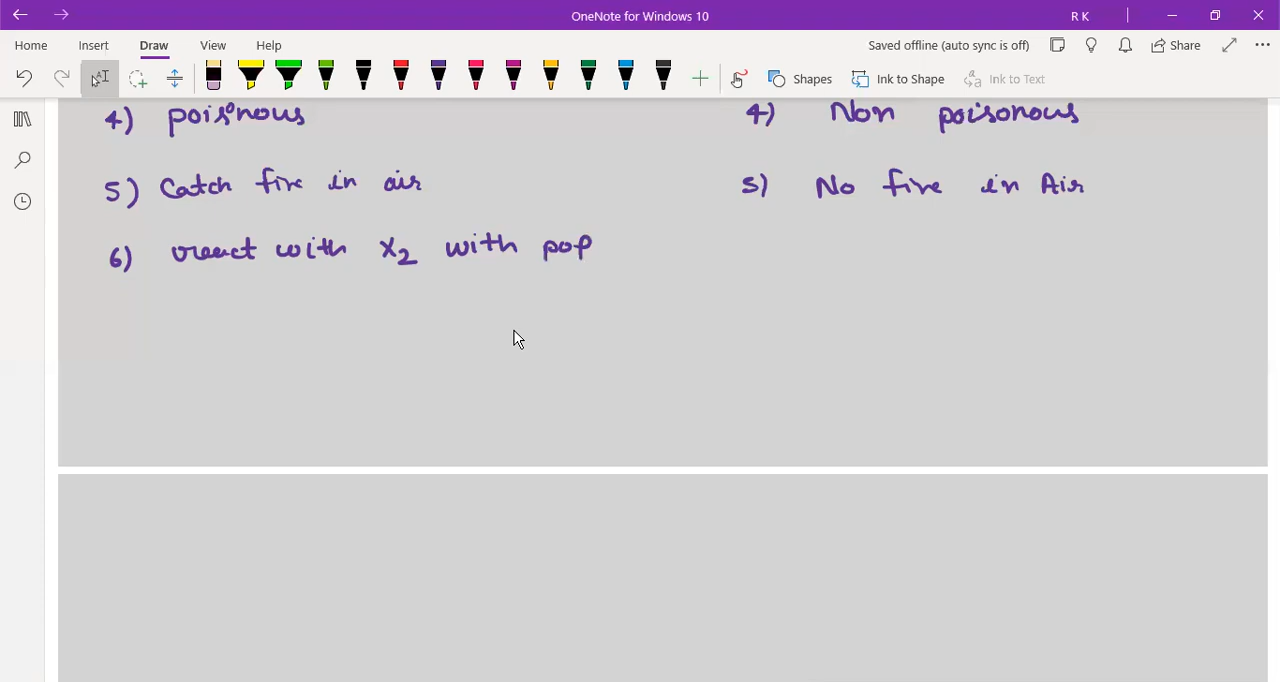 OneNote for Windows 10
R K
Home Insert Draw View Help
Saved offline (auto sync is off)
Share
Shapes
Ink to Shape
Ink to Text
4) poisonous
4) Non poisonous
5) Catch fire in air
5) No fire in Air
6) react with X2 with pop